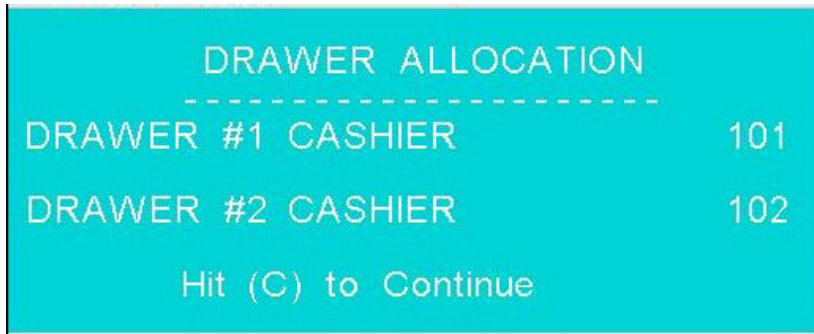 DRAWER ALLOCATION
-----------------------
DRAWER #1 CASHIER 101
DRAWER #2 CASHIER 102
Hit (C) to Continue